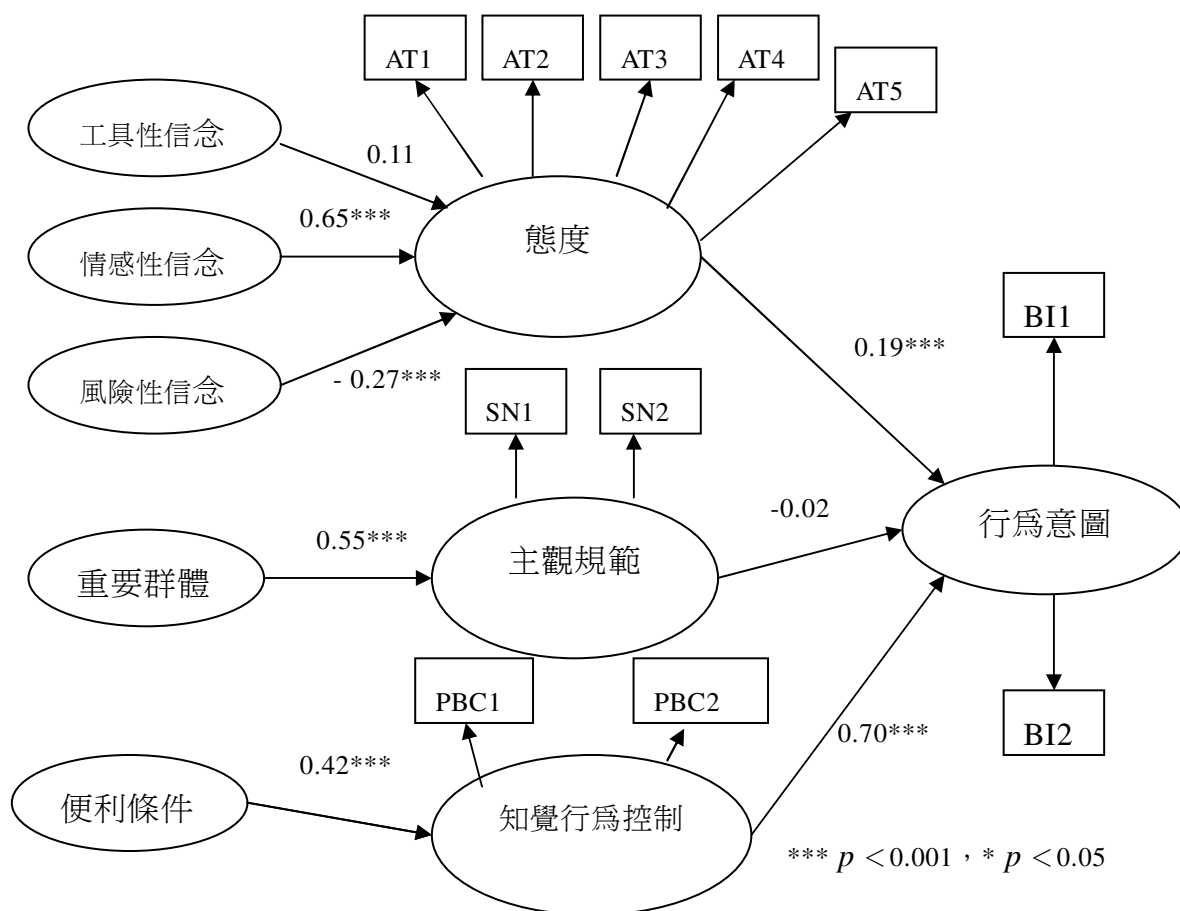 AT1
AT2
AT3
AT4
AT5
工具性信念
0.11
0.65***
態度
情感性信念
BI1
0.19***
風險性信念
- 0.27***
SN1
SN2
-0.02
行為意圖
0.55***
主觀規範
重要群體
PBC1
PBC2
0.70***
BI2
0.42***
便利條件
知覺行為控制
*** p <0.001，* p <0.05